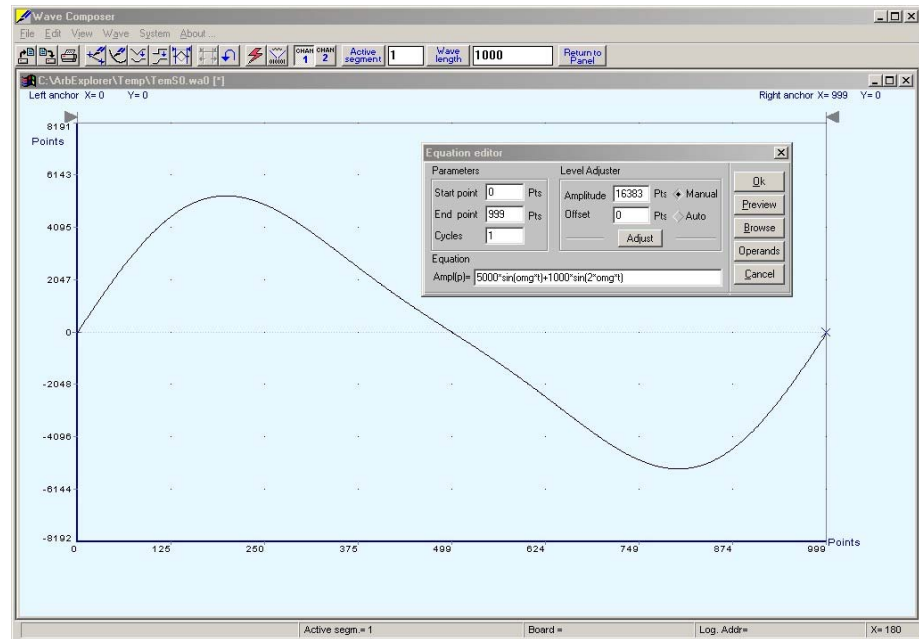 Wave Composer
File Edit View Wave System About ...
CHAN 1 CHAN 2 Active segment 1 Wave length 1000 Return to Panel
C:\ArbExplorer\Temp\TemS0.wa0 [*]
Left anchor X= 0 Y= 0 Right anchor X= 999 Y= 0
8191
Points
6143
4095
2047
0
-2048
-4096
-6144
-8192
0 125 250 375 499 624 749 874 999 Points
Equation editor
Parameters Level Adjuster
Start point 0 Pts Amplitude 16383 Pts Manual
End point 999 Pts Offset 0 Pts Auto
Cycles 1 Adjust
Equation
Ampl(p)= 5000*sin(omg*t)+1000*sin(2*omg*t)
Ok
Preview
Browse
Operands
Cancel
Active segm.= 1 Board = Log. Addr= X= 180